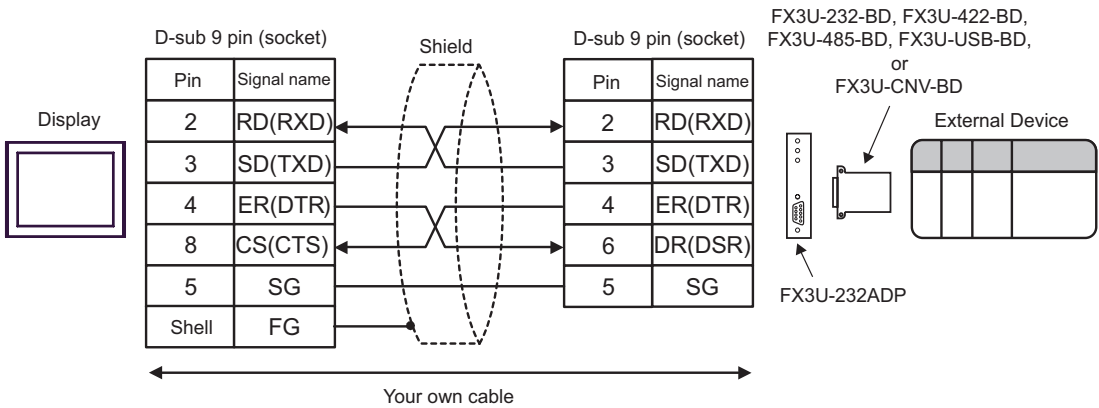 FX3U-232-BD, FX3U-422-BD,
FX3U-485-BD, FX3U-USB-BD,
or
FX3U-CNV-BD
D-sub 9 pin (socket)
Shield
D-sub 9 pin (socket)
Pin Signal name
Pin Signal name
Display
External Device
2 RD(RXD)
2 RD(RXD)
3 SD(TXD)
3 SD(TXD)
4 ER(DTR)
4 ER(DTR)
8 CS(CTS)
6 DR(DSR)
5 SG
5 SG
Shell FG
FX3U-232ADP
Your own cable